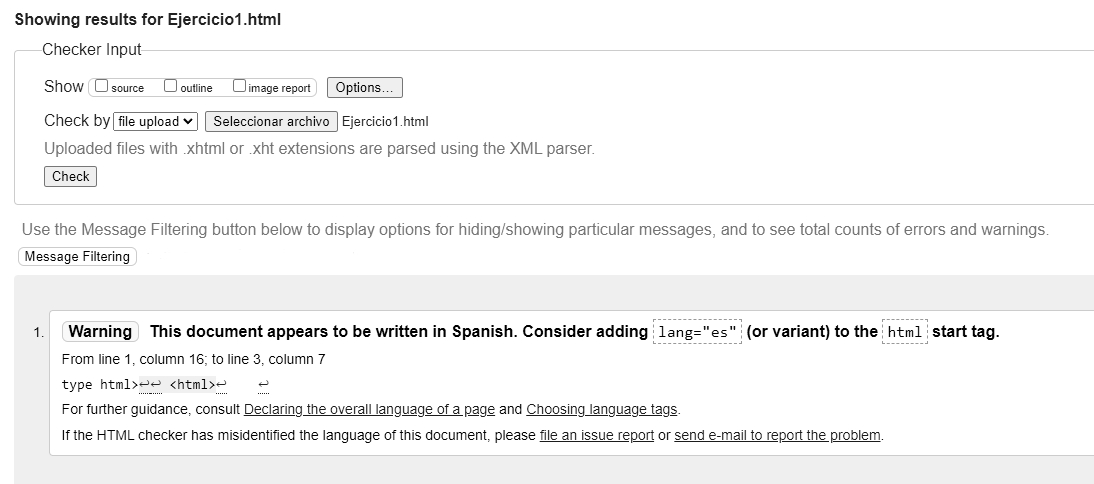 Showing results for Ejercicio1.html
Checker Input
Show source outline image report Options...
Check by file upload Seleccionar archivo Ejercicio1.html
Uploaded files with .xhtml or .xht extensions are parsed using the XML parser.
Check
Use the Message Filtering button below to display options for hiding/showing particular messages, and to see total counts of errors and warnings.
Message Filtering
1. Warning This document appears to be written in Spanish. Consider adding lang="es" (or variant) to the html start tag.
From line 1, column 16; to line 3, column 7
type html>↩↩ <html>↩ ↩
For further guidance, consult Declaring the overall language of a page and Choosing language tags.
If the HTML checker has misidentified the language of this document, please file an issue report or send e-mail to report the problem.